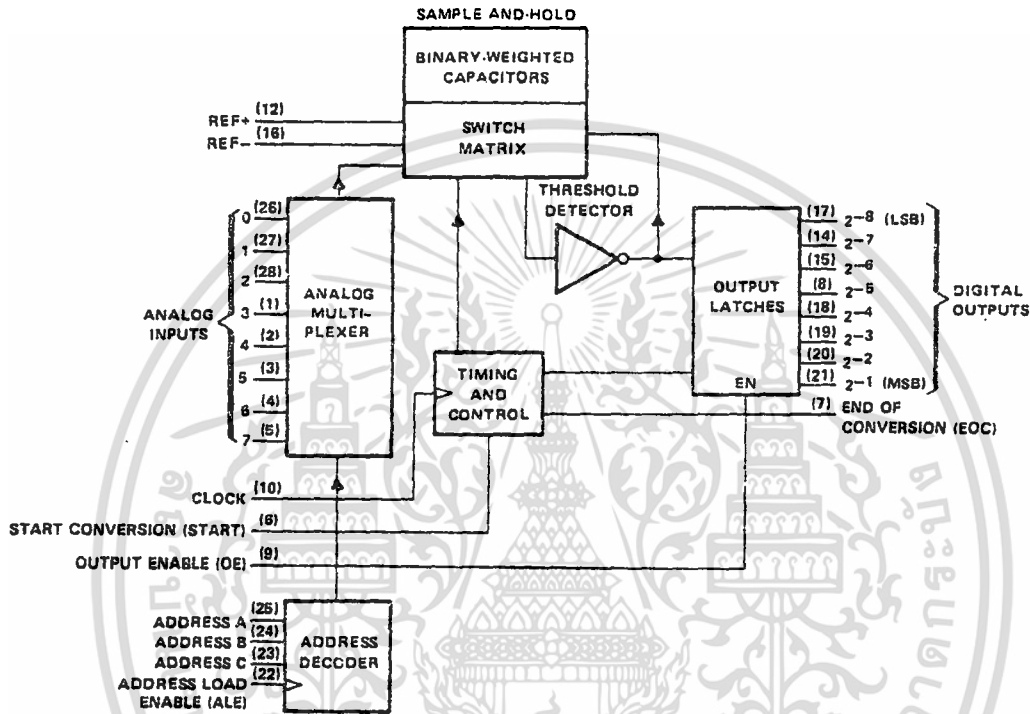 SAMPLE AND-HOLD
BINARY-WEIGHTED
CAPACITORS
SWITCH
MATRIX
REF+ (12)
REF- (16)
THRESHOLD
DETECTOR
ANALOG
INPUTS
0 (26)
1 (27)
2 (28)
3 (1)
4 (2)
5 (3)
6 (4)
7 (5)
ANALOG
MULTI-
PLEXER
TIMING
AND
CONTROL
OUTPUT
LATCHES
EN
(17) 2-8 (LSB)
(14) 2-7
(15) 2-6
(8) 2-5
(18) 2-4
(19) 2-3
(20) 2-2
(21) 2-1 (MSB)
DIGITAL
OUTPUTS
(7) END OF
CONVERSION (EOC)
CLOCK (10)
START CONVERSION (START) (6)
OUTPUT ENABLE (OE) (9)
ADDRESS A (25)
ADDRESS B (24)
ADDRESS C (23)
ADDRESS LOAD (22)
ENABLE (ALE)
ADDRESS
DECODER